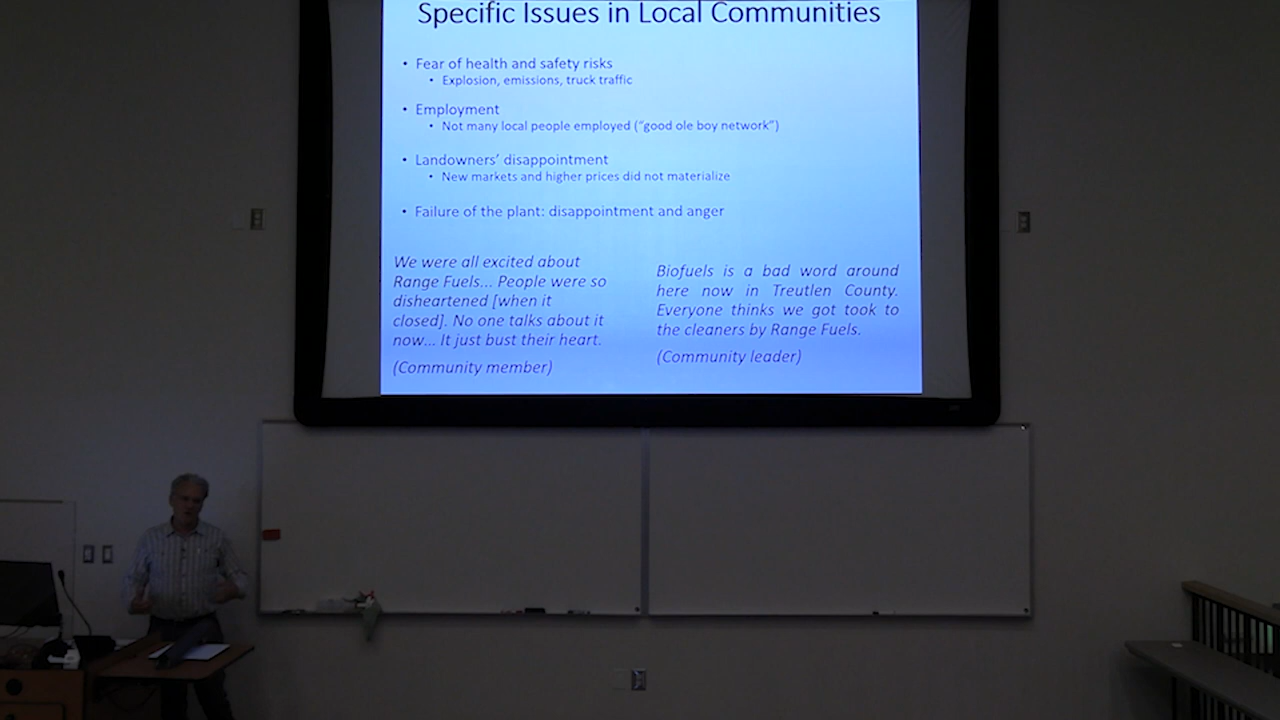 Specific Issues in Local Communities
• Fear of health and safety risks
• Explosion, emissions, truck traffic
• Employment
• Not many local people employed (“good ole boy network”)
• Landowners’ disappointment
• New markets and higher prices did not materialize
• Failure of the plant: disappointment and anger
We were all excited about
Range Fuels... People were so
disheartened [when it
closed]. No one talks about it
now... It just bust their heart.
(Community member)
Biofuels is a bad word around
here now in Treutlen County.
Everyone thinks we got took to
the cleaners by Range Fuels.
(Community leader)